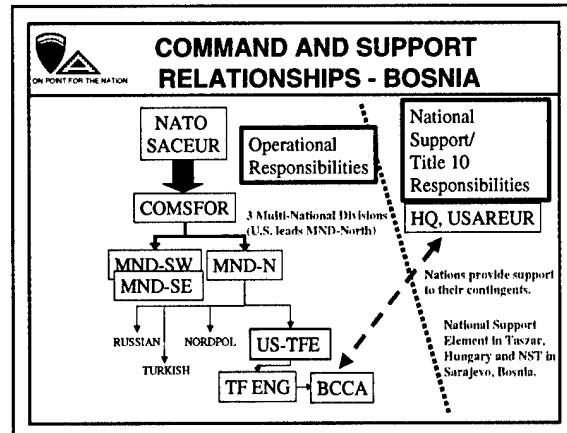 COMMAND AND SUPPORT
RELATIONSHIPS - BOSNIA
ON POINT FOR THE NATION
NATO
SACEUR
Operational
Responsibilities
National
Support/
Title 10
Responsibilities
COMSFOR
HQ, USAREUR
3 Multi-National Divisions
(U.S. leads MND-North)
MND-SW
MND-SE
MND-N
Nations provide support
to their contingents.
RUSSIAN
TURKISH
NORDPOL
US-TFE
National Support
Element in Taszar,
Hungary and NST in
Sarajevo, Bosnia.
TF ENG
BCCA